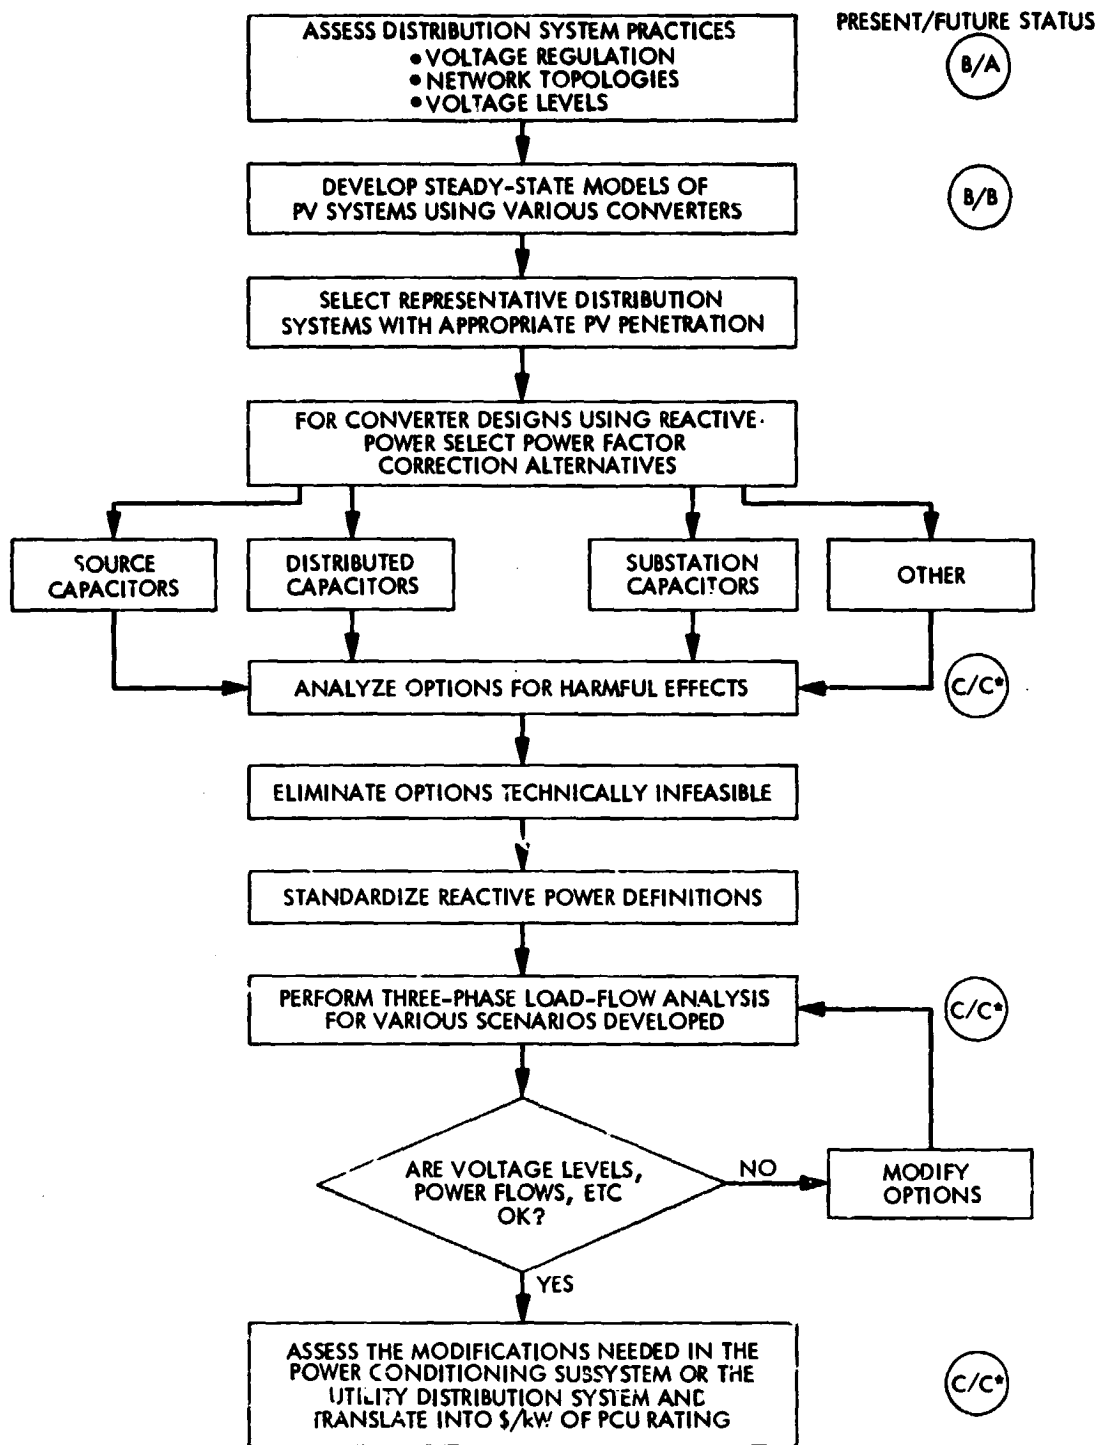 ASSESS DISTRIBUTION SYSTEM PRACTICES
• VOLTAGE REGULATION
• NETWORK TOPOLOGIES
• VOLTAGE LEVELS
PRESENT/FUTURE STATUS
B/A
DEVELOP STEADY-STATE MODELS OF
PV SYSTEMS USING VARIOUS CONVERTERS
B/B
SELECT REPRESENTATIVE DISTRIBUTION
SYSTEMS WITH APPROPRIATE PV PENETRATION
FOR CONVERTER DESIGNS USING REACTIVE-
POWER SELECT POWER FACTOR
CORRECTION ALTERNATIVES
SOURCE
CAPACITORS
DISTRIBUTED
CAPACITORS
SUBSTATION
CAPACITORS
OTHER
ANALYZE OPTIONS FOR HARMFUL EFFECTS
C/C*
ELIMINATE OPTIONS TECHNICALLY INFEASIBLE
STANDARDIZE REACTIVE POWER DEFINITIONS
PERFORM THREE-PHASE LOAD-FLOW ANALYSIS
FOR VARIOUS SCENARIOS DEVELOPED
C/C*
ARE VOLTAGE LEVELS,
POWER FLOWS, ETC
OK?
NO
MODIFY
OPTIONS
YES
ASSESS THE MODIFICATIONS NEEDED IN THE
POWER CONDITIONING SUBSYSTEM OR THE
UTILITY DISTRIBUTION SYSTEM AND
TRANSLATE INTO $/kW OF PCU RATING
C/C*